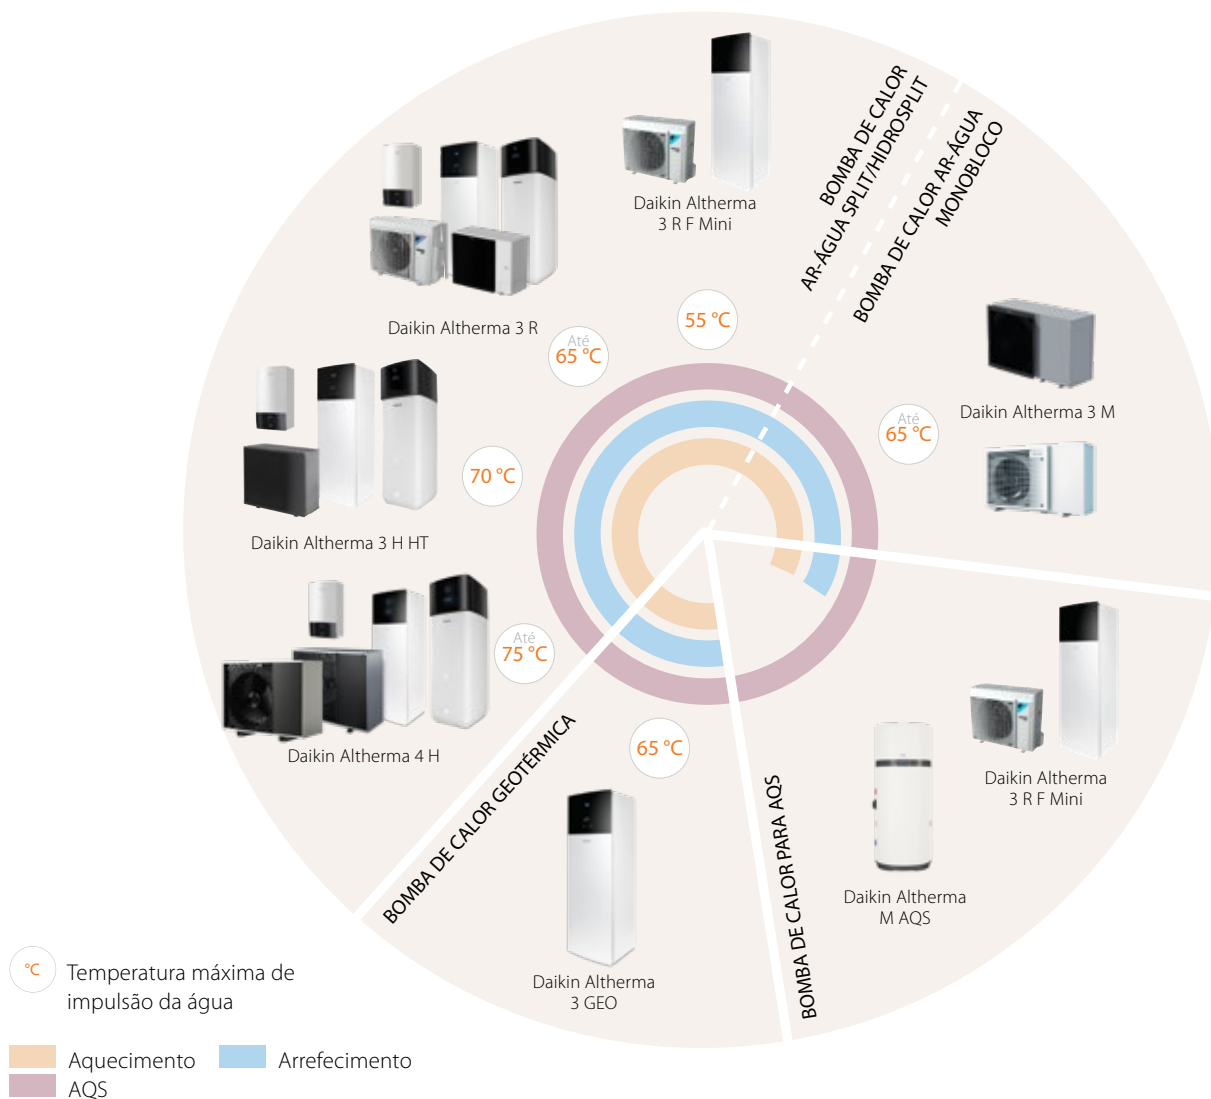 BOMBA DE CALOR
AR-ÁGUA SPLIT/HIDROSPLIT
BOMBA DE CALOR AR-ÁGUA
MONOBLOCO
Daikin Altherma
3 R F Mini
55 °C
Daikin Altherma 3 R
Até
65 °C
Daikin Altherma 3 M
Até
65 °C
70 °C
Daikin Altherma 3 H HT
Até
75 °C
Daikin Altherma 4 H
BOMBA DE CALOR GEOTÉRMICA
65 °C
Daikin Altherma
3 GEO
BOMBA DE CALOR PARA AQS
Daikin Altherma
3 R F Mini
Daikin Altherma
M AQS
°C
Temperatura máxima de
impulsão da água
Aquecimento
Arrefecimento
AQS